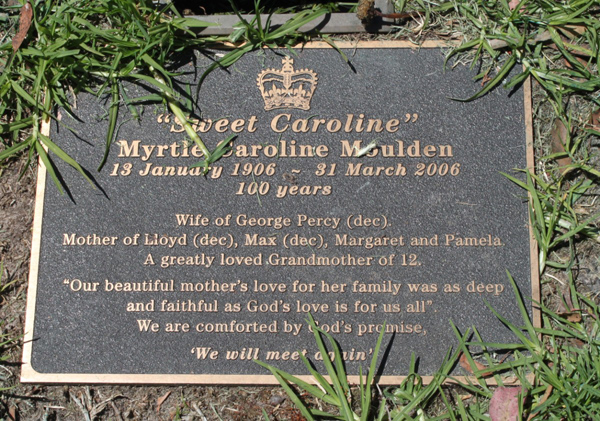 "Sweet Caroline"
Myrtle Caroline Moulden
13 January 1906 ~ 31 March 2006
100 years
Wife of George Percy (dec).
Mother of Lloyd (dec), Max (dec), Margaret and Pamela.
A greatly loved Grandmother of 12.
"Our beautiful mother's love for her family was as deep
and faithful as God's love is for us all".
We are comforted by God's promise,
'We will meet again'